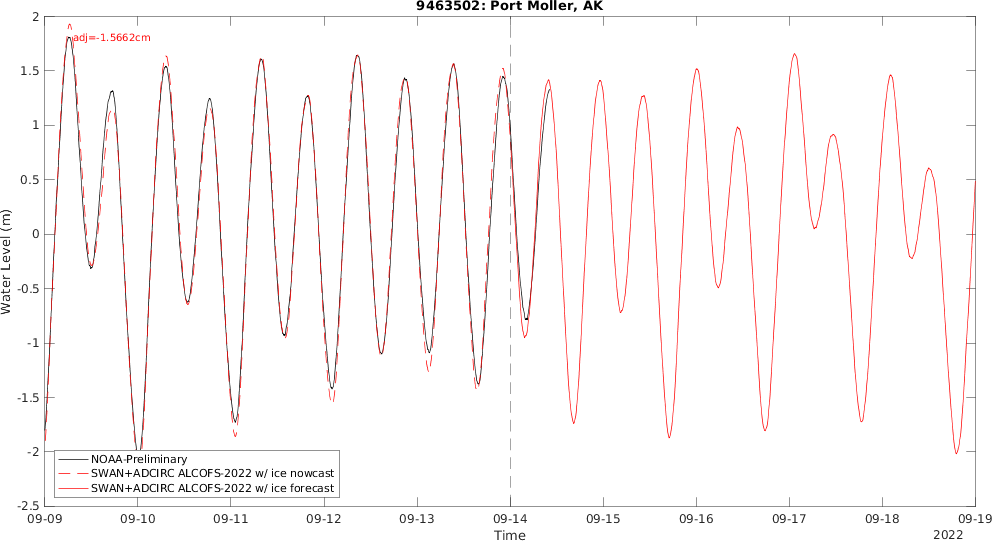 9463502: Port Moller, AK
adj=-1.5662cm
2
1.5
1
0.5
0
-0.5
-1
-1.5
-2
-2.5
Water Level (m)
NOAA-Preliminary
SWAN+ADCIRC ALCOFS-2022 w/ ice nowcast
SWAN+ADCIRC ALCOFS-2022 w/ ice forecast
09-09 09-10 09-11 09-12 09-13 09-14 09-15 09-16 09-17 09-18 09-19
Time
2022